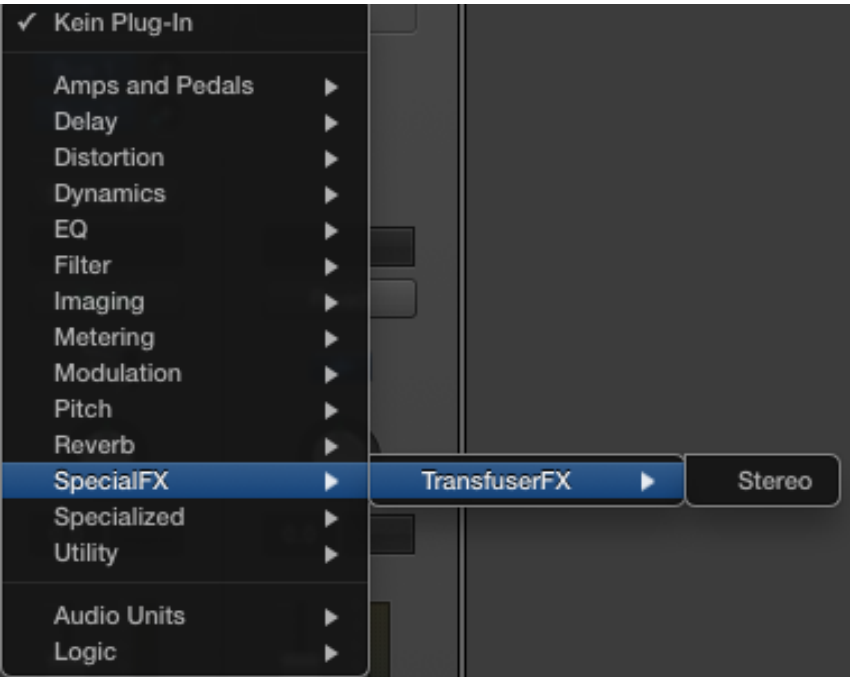 ✓ Kein Plug-In
Amps and Pedals
Delay
Distortion
Dynamics
EQ
Filter
Imaging
Metering
Modulation
Pitch
Reverb
SpecialFX TransfuserFX Stereo
Specialized
Utility
Audio Units
Logic